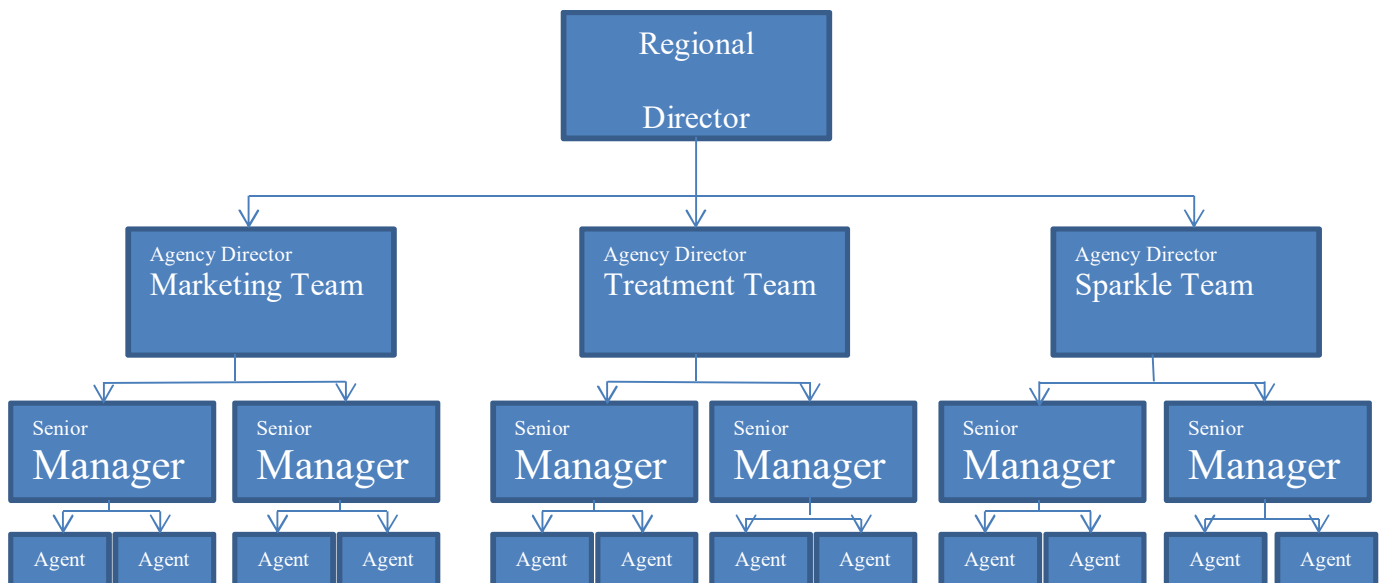 Regional
Director
Agency Director
Marketing Team
Agency Director
Treatment Team
Agency Director
Sparkle Team
Senior
Manager
Senior
Manager
Senior
Manager
Senior
Manager
Senior
Manager
Senior
Manager
Agent
Agent
Agent
Agent
Agent
Agent
Agent
Agent
Agent
Agent
Agent
Agent